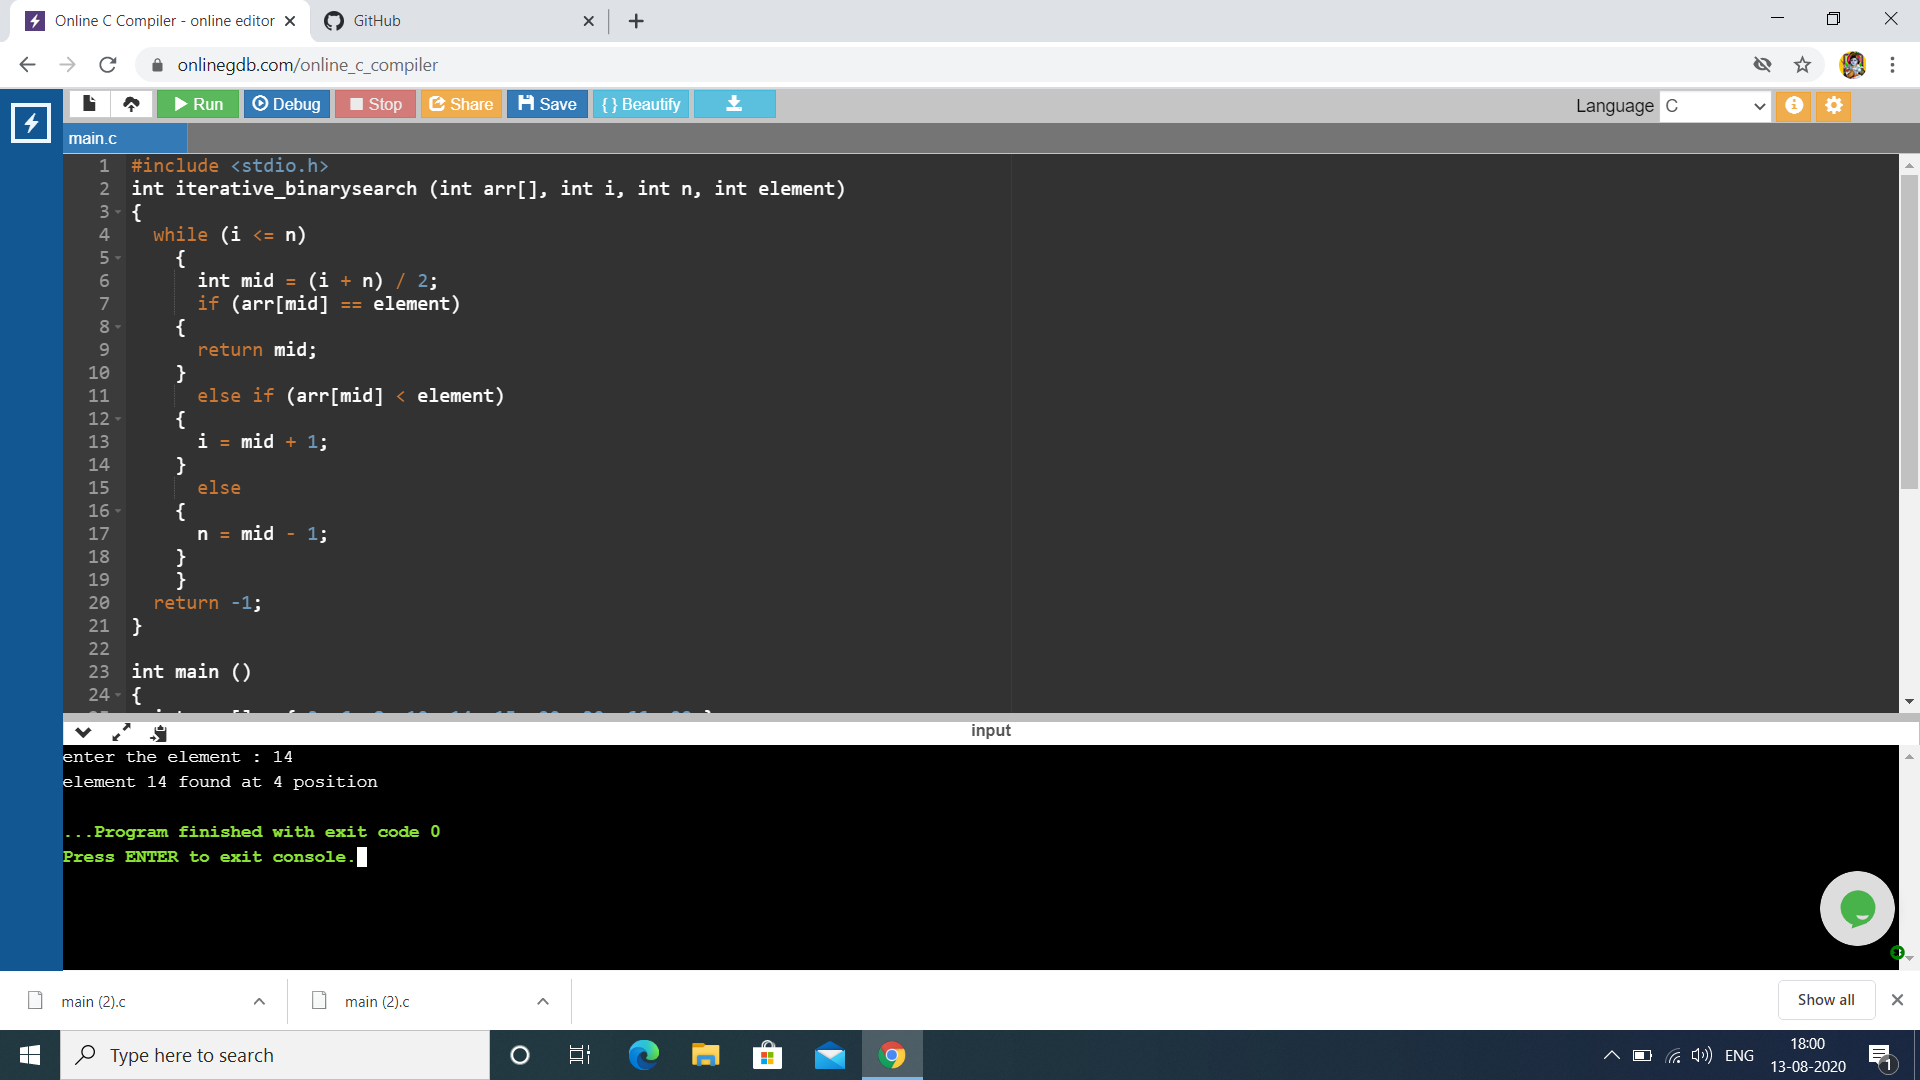 Online C Compiler - online editor
GitHub
onlinegdb.com/online_c_compiler
Run Debug Stop Share Save { } Beautify
Language C
main.c
1 #include <stdio.h>
2 int iterative_binarysearch (int arr[], int i, int n, int element)
3 {
4 while (i <= n)
5 {
6 int mid = (i + n) / 2;
7 if (arr[mid] == element)
8 {
9 return mid;
10 }
11 else if (arr[mid] < element)
12 {
13 i = mid + 1;
14 }
15 else
16 {
17 n = mid - 1;
18 }
19 }
20 return -1;
21 }
22
23 int main ()
24 {
input
enter the element : 14
element 14 found at 4 position
...Program finished with exit code 0
Press ENTER to exit console.
main (2).c
main (2).c
Show all
Type here to search
ENG
18:00
13-08-2020
1